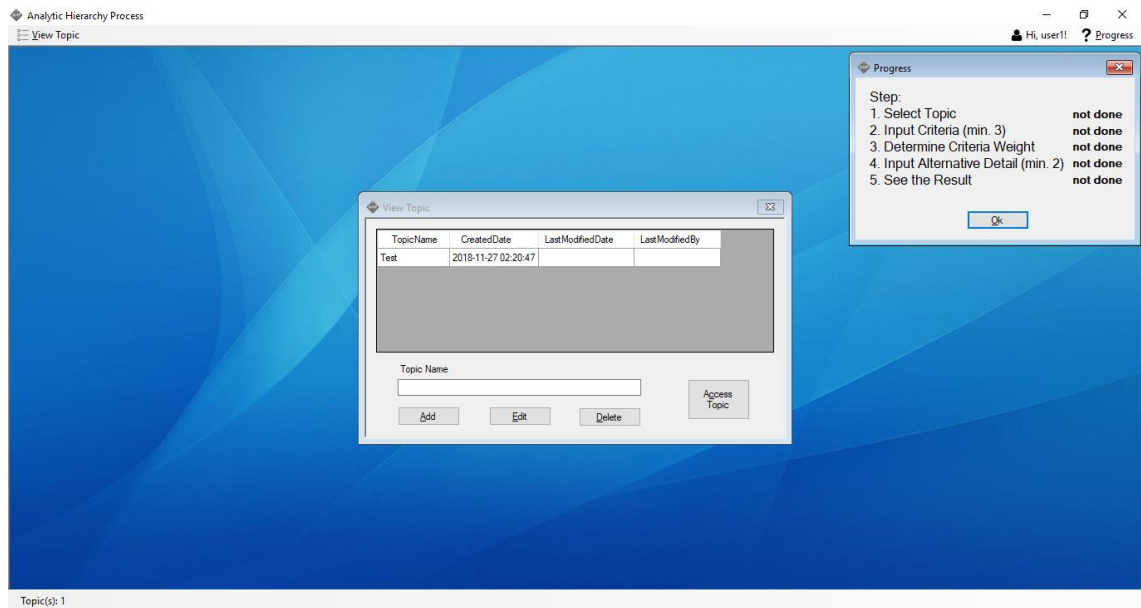 Analytic Hierarchy Process
View Topic
Hi, user1! ? Progress
Progress
Step:
1. Select Topic not done
2. Input Criteria (min. 3) not done
3. Determine Criteria Weight not done
4. Input Alternative Detail (min. 2) not done
5. See the Result not done
Ok
View Topic
TopicName CreatedDate LastModifiedDate LastModifiedBy
Test 2018-11-27 02:20:47
Topic Name
Access
Topic
Add Edit Delete
Topic(s): 1